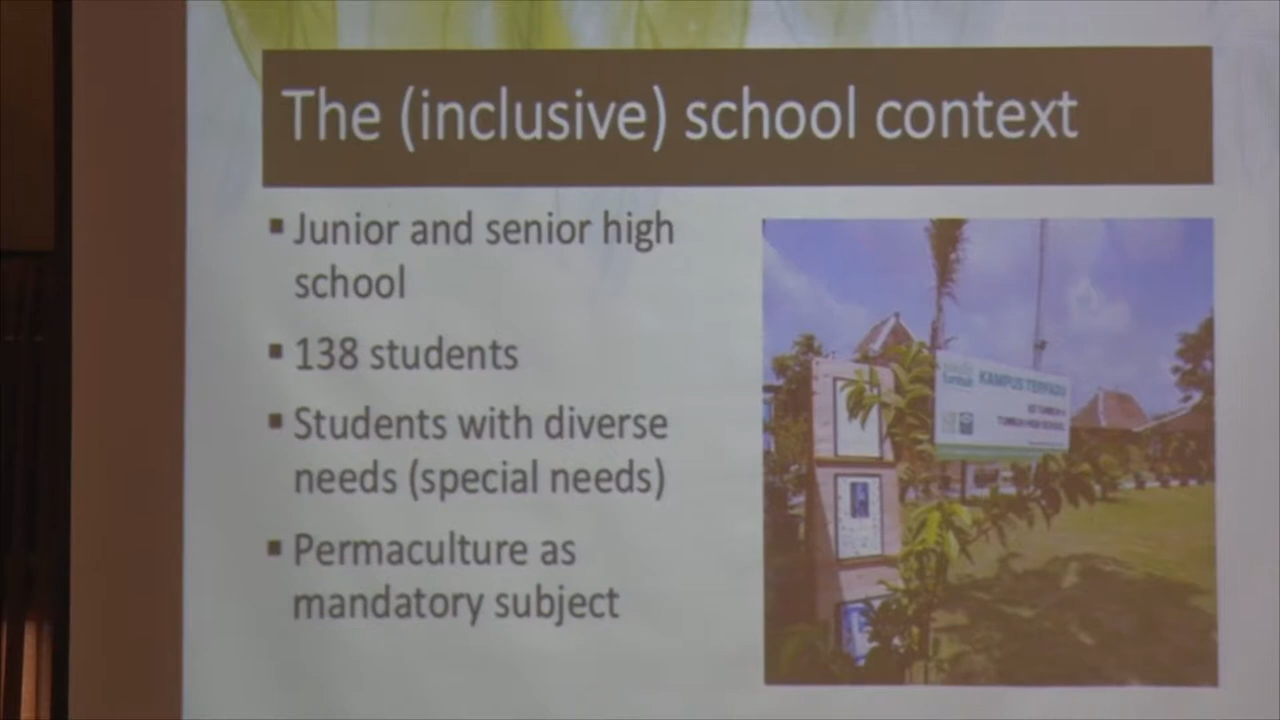 The (inclusive) school context
▪ Junior and senior high
school
▪ 138 students
▪ Students with diverse
needs (special needs)
▪ Permaculture as
mandatory subject
KAMPUS TERPADU